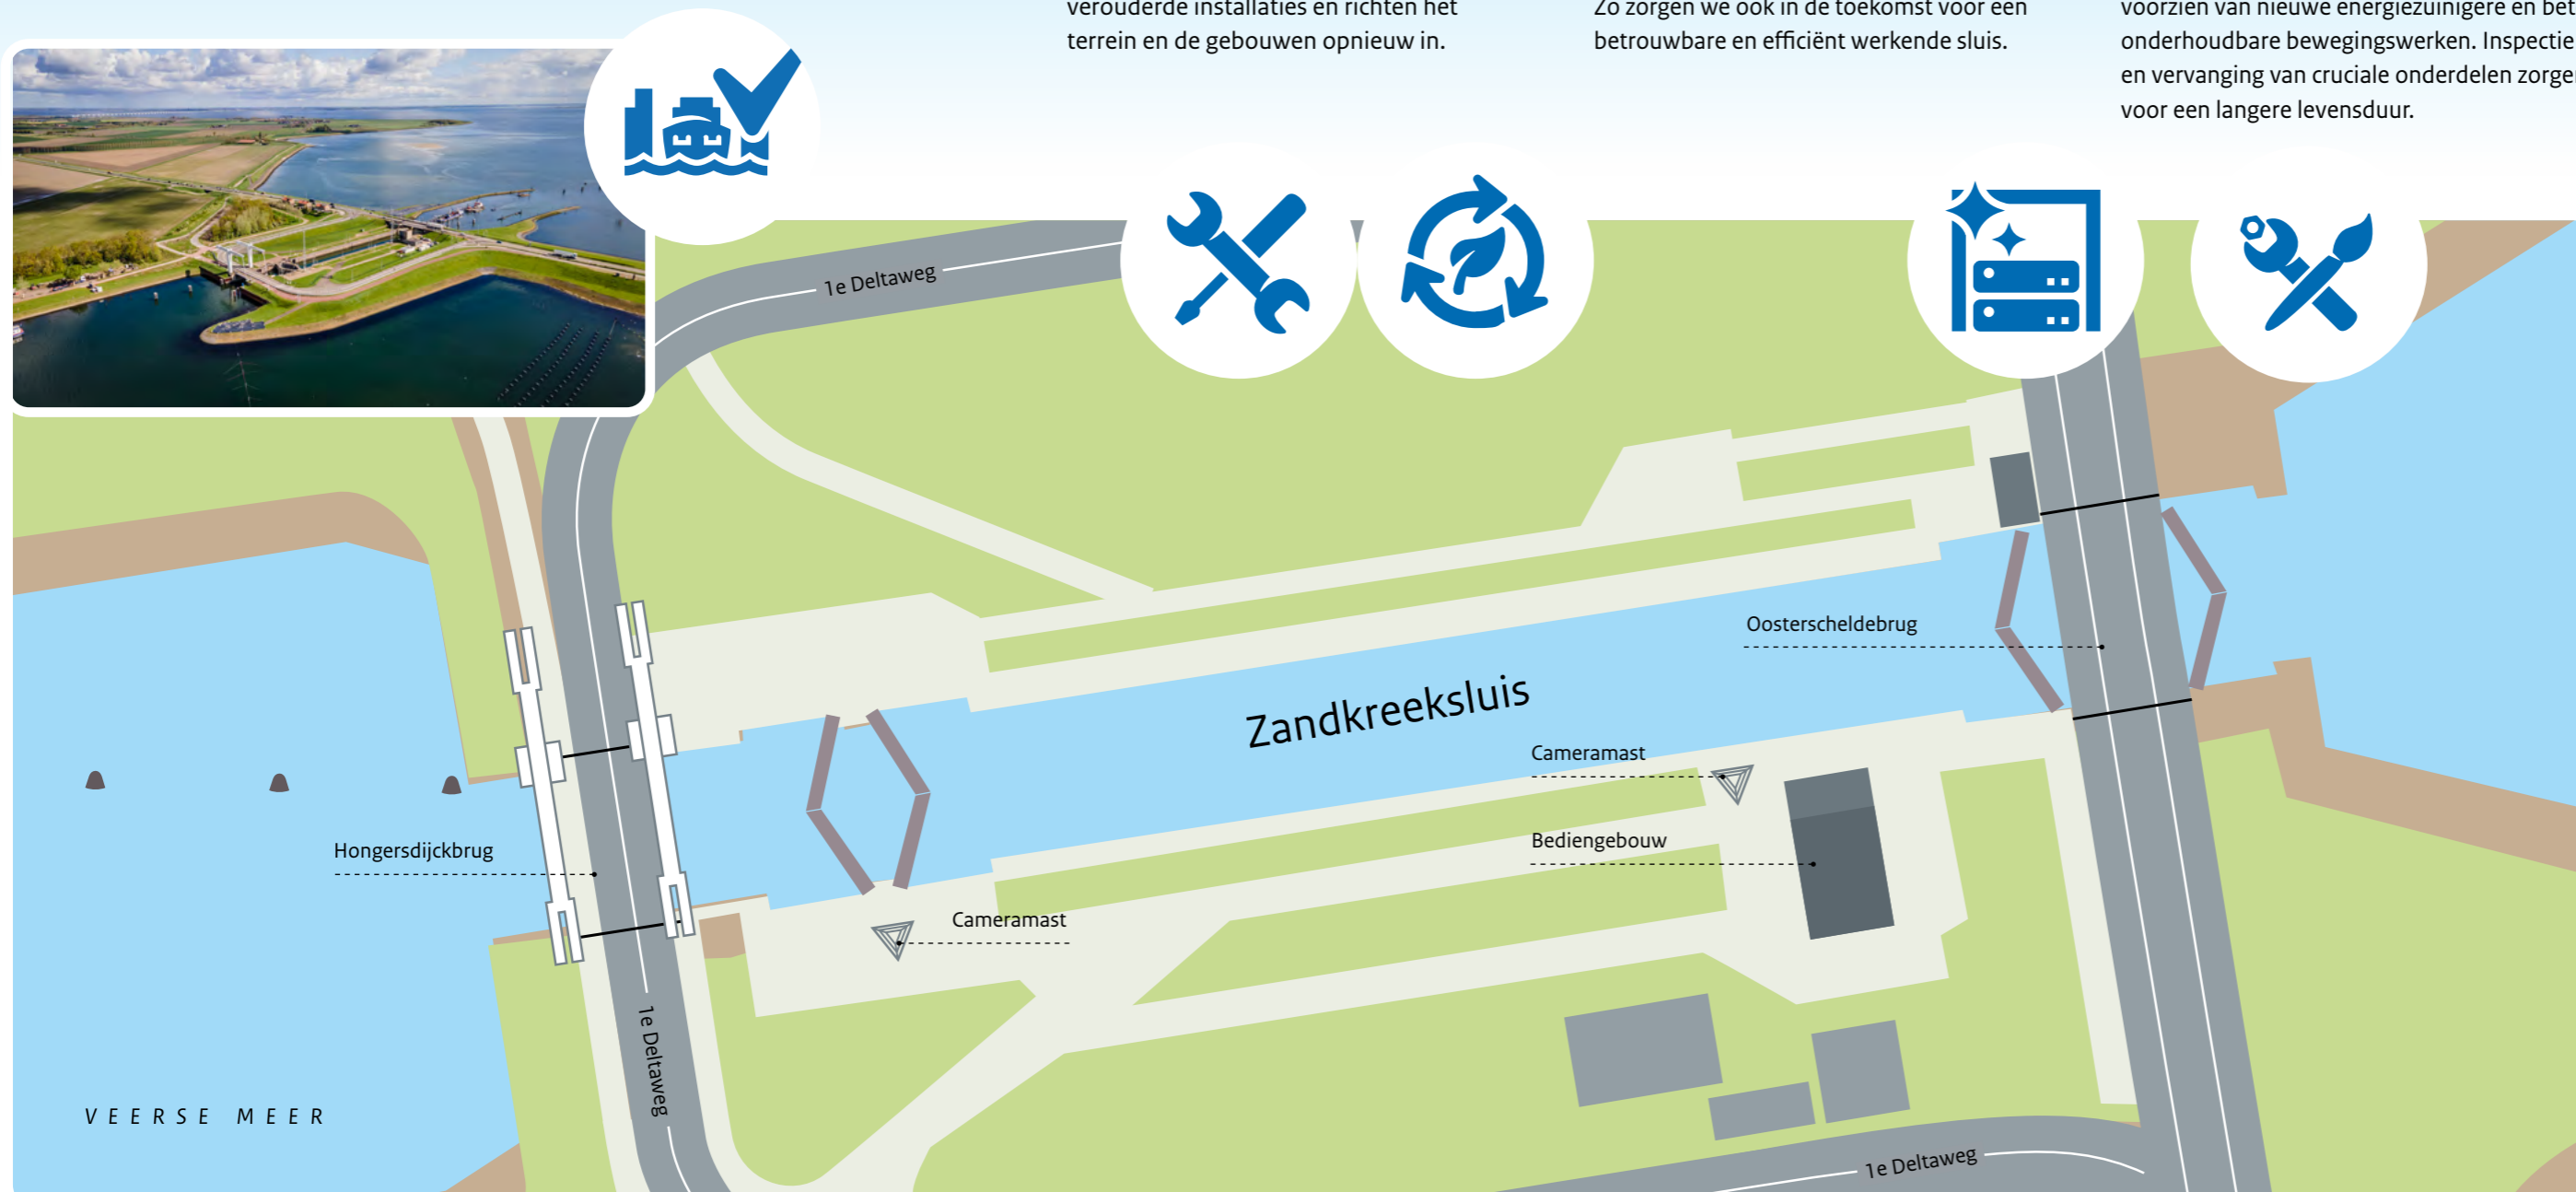 verouderde installaties en richten het
terrein en de gebouwen opnieuw in.
Zo zorgen we ook in de toekomst voor een
betrouwbare en efficiënt werkende sluis.
voorzien van nieuwe energiezuinigere en
onderhoudbare bewegingswerken.
en vervanging van cruciale onderdelen
voor een langere levensduur.
1e Deltaweg
Oosterscheldebrug
Zandkreeksluis
Cameramast
Bediengebouw
Hongersdijckbrug
Cameramast
1e Deltaweg
VEERSE MEER
1e Deltaweg